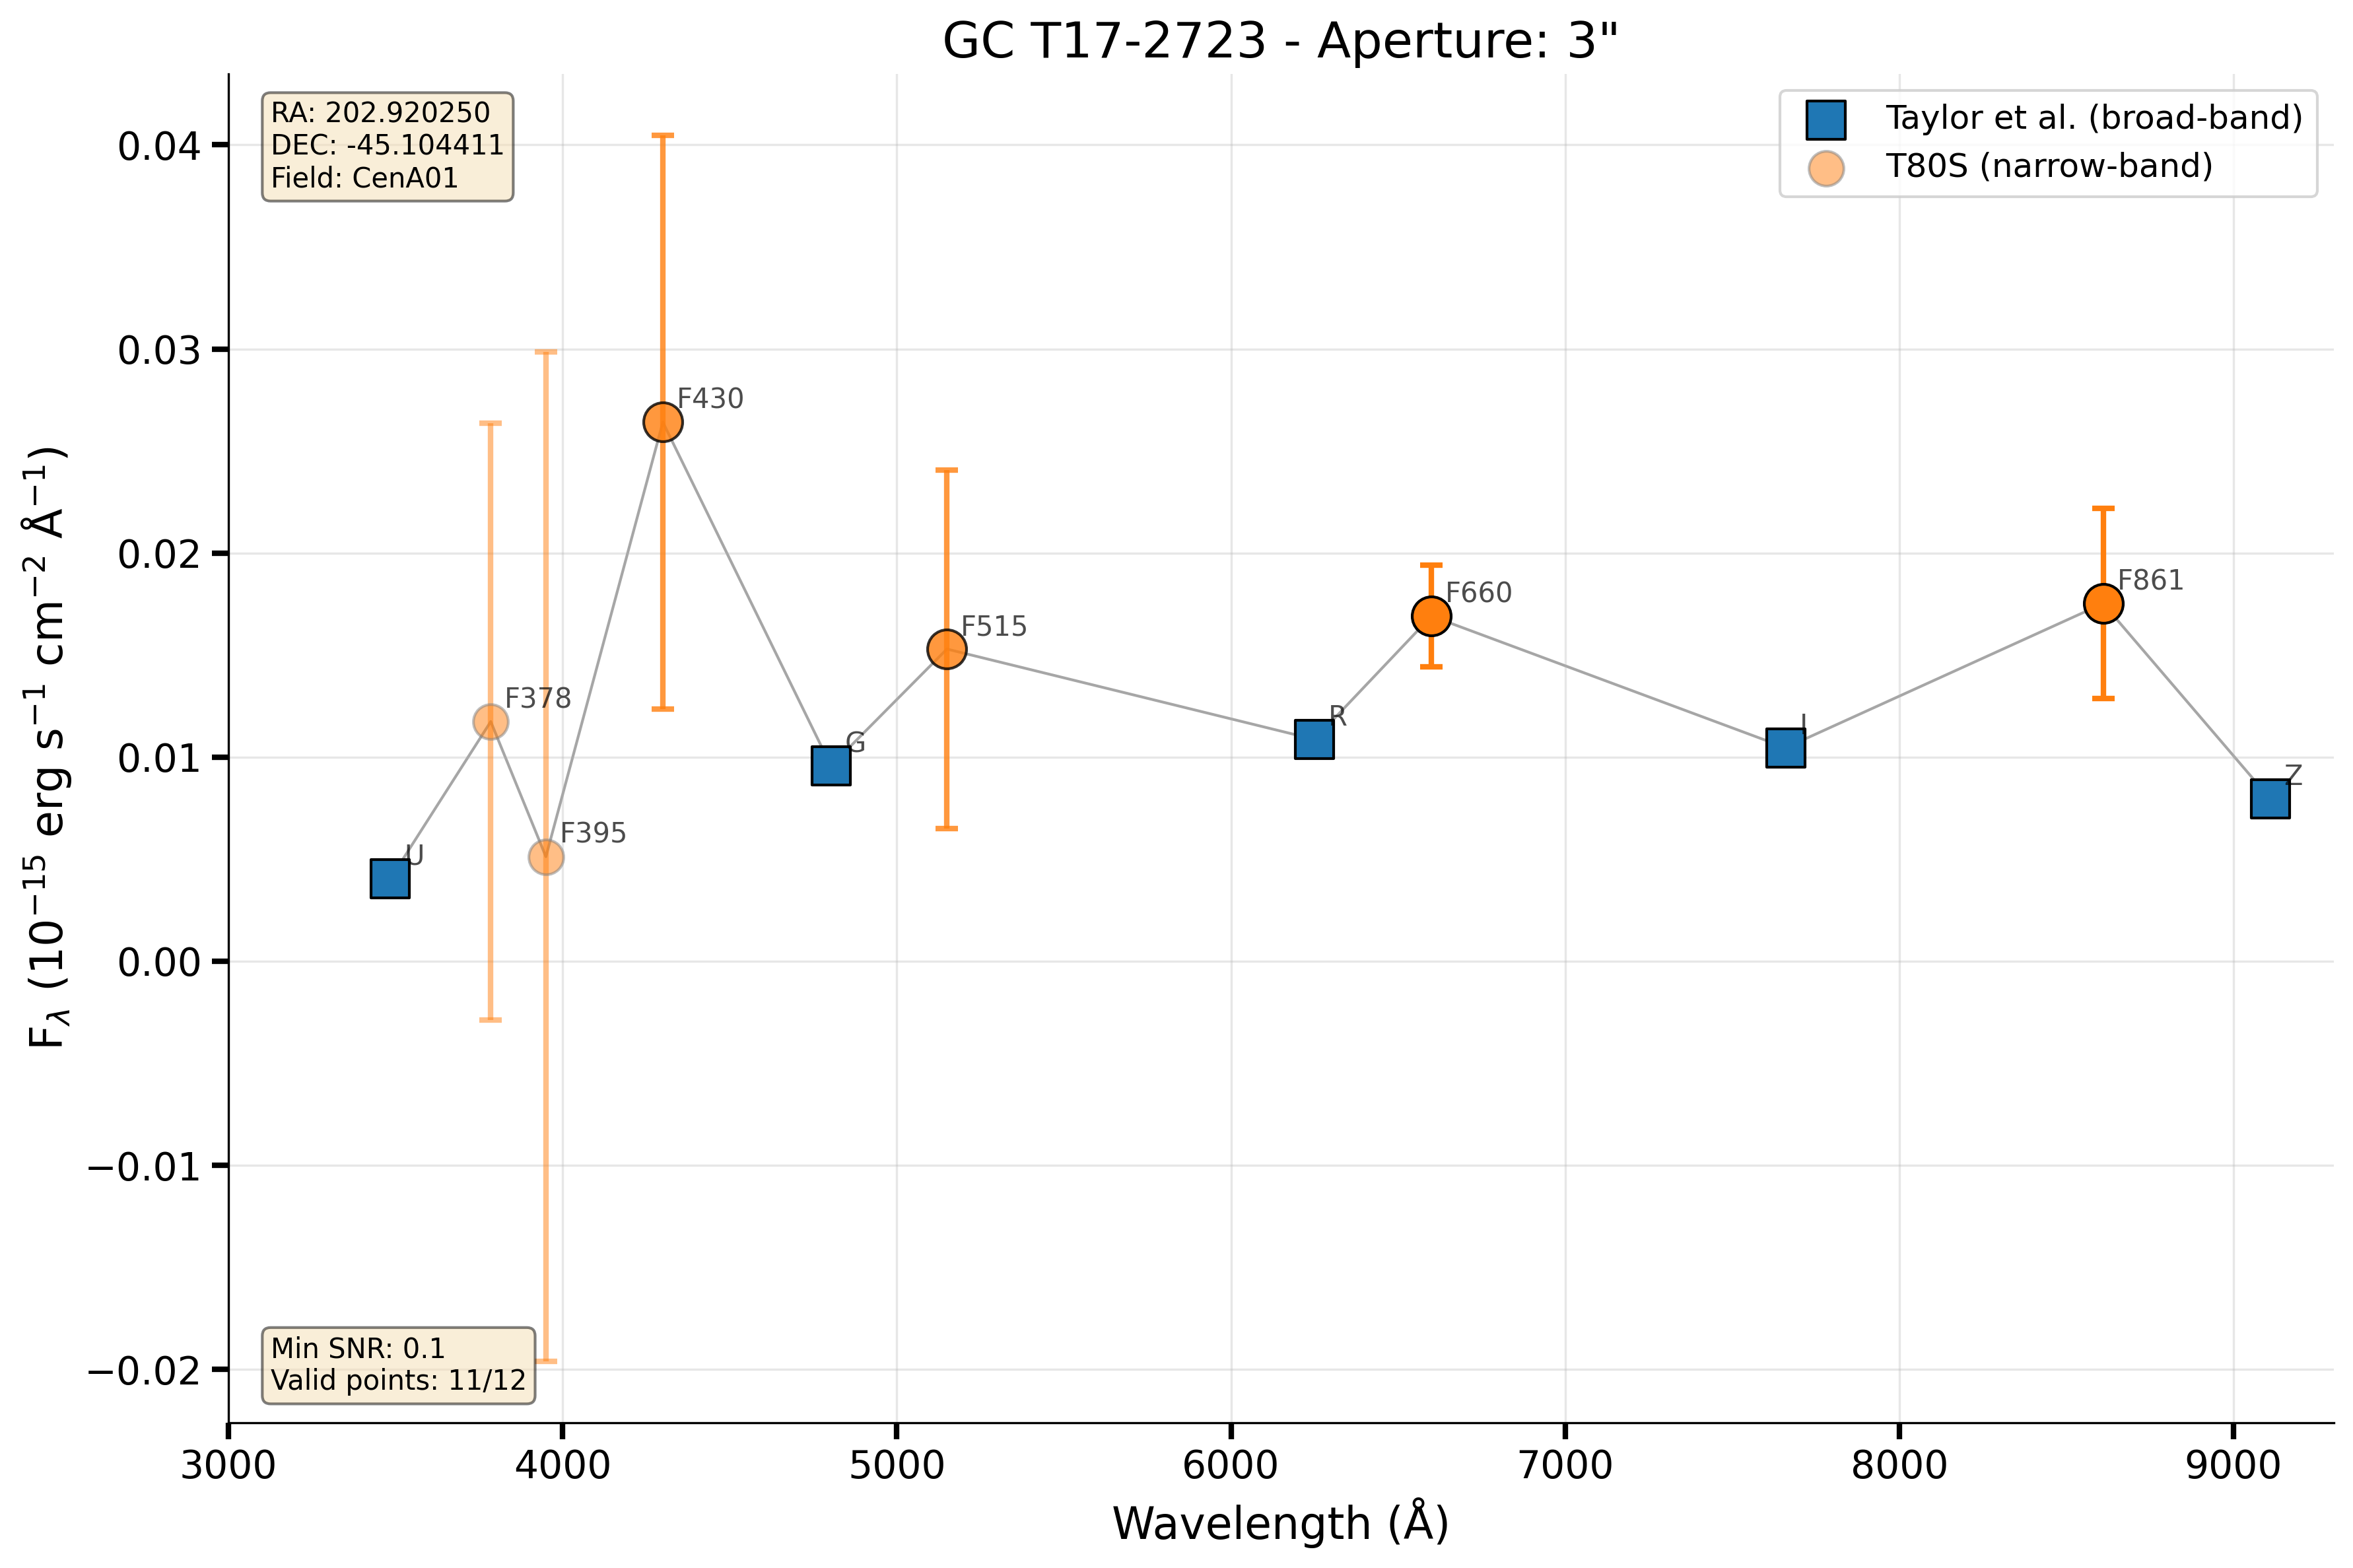 GC T17-2723 - Aperture: 3"
RA: 202.920250
DEC: -45.104411
Field: CenA01
Taylor et al. (broad-band)
T80S (narrow-band)
0.04
0.03
0.02
0.01
0.00
−0.01
−0.02
F430
F515
F660
F861
F378
F395
U
G
R
I
Z
Min SNR: 0.1
Valid points: 11/12
3000 4000 5000 6000 7000 8000 9000
Wavelength (Å)
Fλ (10⁻¹⁵ erg s⁻¹ cm⁻² Å⁻¹)